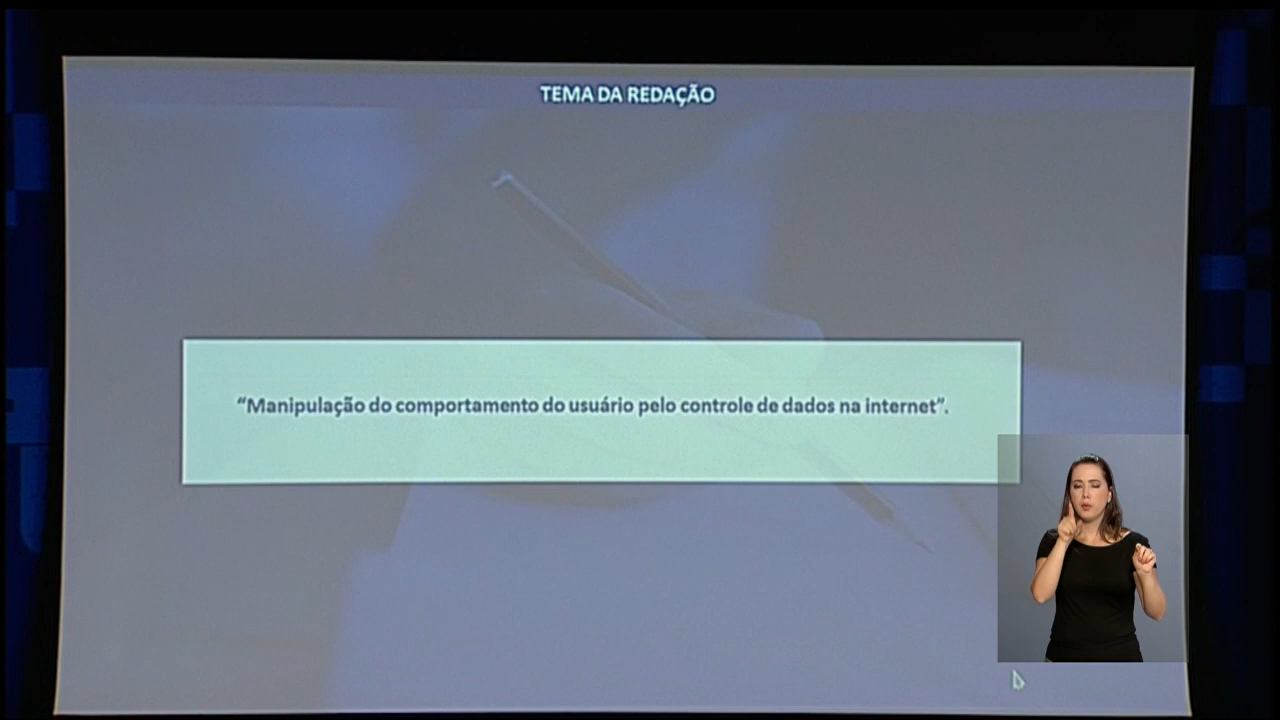 TEMA DA REDAÇÃO
“Manipulação do comportamento do usuário pelo controle de dados na internet”.